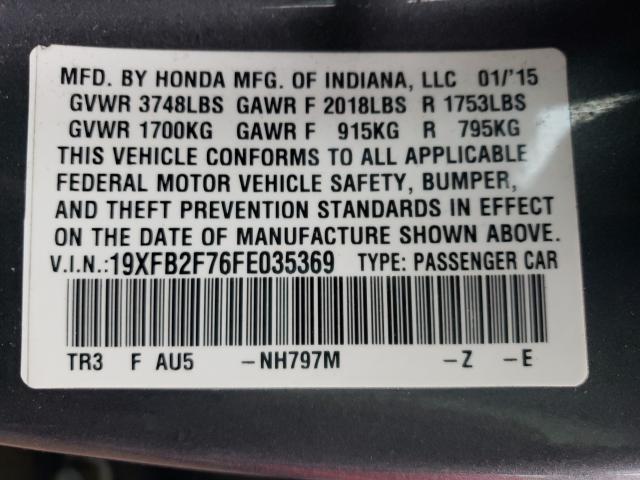 MFD. BY HONDA MFG. OF INDIANA, LLC 01/'15
GVWR 3748LBS GAWR F 2018LBS R 1753LBS
GVWR 1700KG GAWR F 915KG R 795KG
THIS VEHICLE CONFORMS TO ALL APPLICABLE
FEDERAL MOTOR VEHICLE SAFETY, BUMPER,
AND THEFT PREVENTION STANDARDS IN EFFECT
ON THE DATE OF MANUFACTURE SHOWN ABOVE.
V.I.N.:19XFB2F76FE035369 TYPE: PASSENGER CAR
TR3 F AU5 –NH797M –Z –E